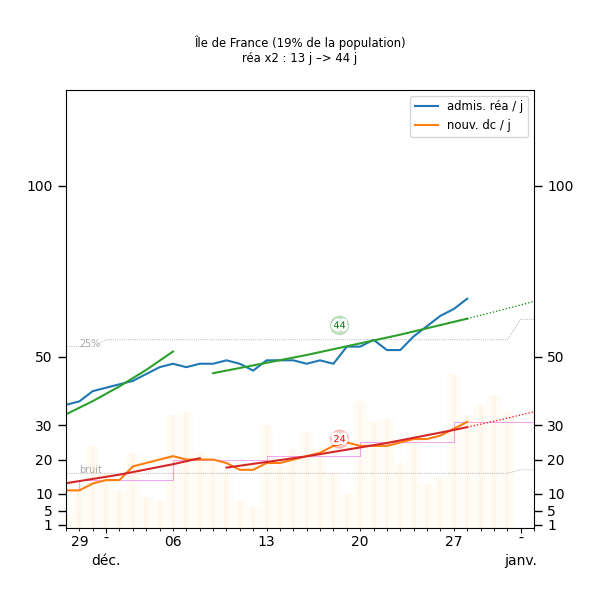 Île de France (19% de la population)
réa x2 : 13 j –> 44 j
admis. réa / j
nouv. dc / j
100
100
50
50
44
25%
30
30
24
20
20
bruit
10
10
5
5
1
1
29 - 06 13 20 27 -
déc. janv.